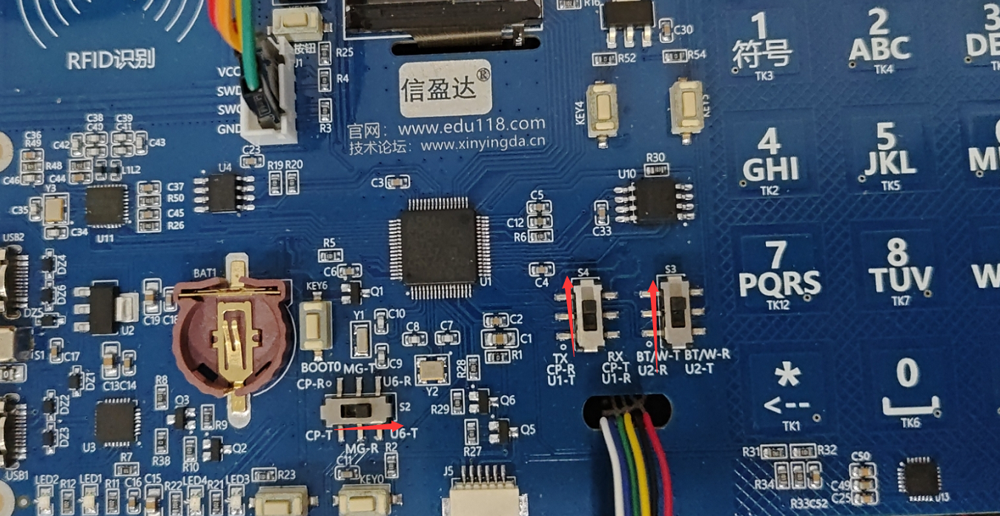 R16
C30
RFID识别
按钮
J1
R25
VCC
SWD
SWC
GND
R4
R3
信盈达®
官网：www.edu118.com
技术论坛：www.xinyingda.cn
R52
R54
KEY4
KEY5
1
符号
TK3
2
ABC
TK4
3
4
GHI
TK2
5
JKL
TK5
7
PQRS
TK12
8
TUV
TK7
*
<--
TK1
0
TK6
C38
C39
C40
C41
C42
C43
C36
R49
R48
C46
C44
L1L2
Y3
C35
C34
U11
C37
R50
C45
R26
C23
U4
R19
R20
C3
U10
R30
C33
C5
C12
R6
C4
U1
USB2
DZ4
DZ6
DZ5
U2
C19
C18
BAT1
R5
C6
Q1
KEY6
BOOT0
Y1
C10
C9
C8
C7
C2
C1
R1
S4
S3
TX
CP-R
U1-T
RX
CP-T
U1-R
BT/W-T
U2-R
BT/W-R
U2-T
S1
C17
DZ1
C13C14
DZ2
DZ3
U3
R8
Q3
R9
R38
R10
Q2
R7
CP-R
MG-T
U6-R
S2
CP-T
MG-R
U6-T
Y2
R28
R29
Q6
Q5
R27
C11
R2
KEY0
J5
USB1
LED2
R12
LED1
R11
C16
C15
R22
LED4
R21
LED3
R23
R31
R32
R34
R33
C52
C50
C49
C25
U13